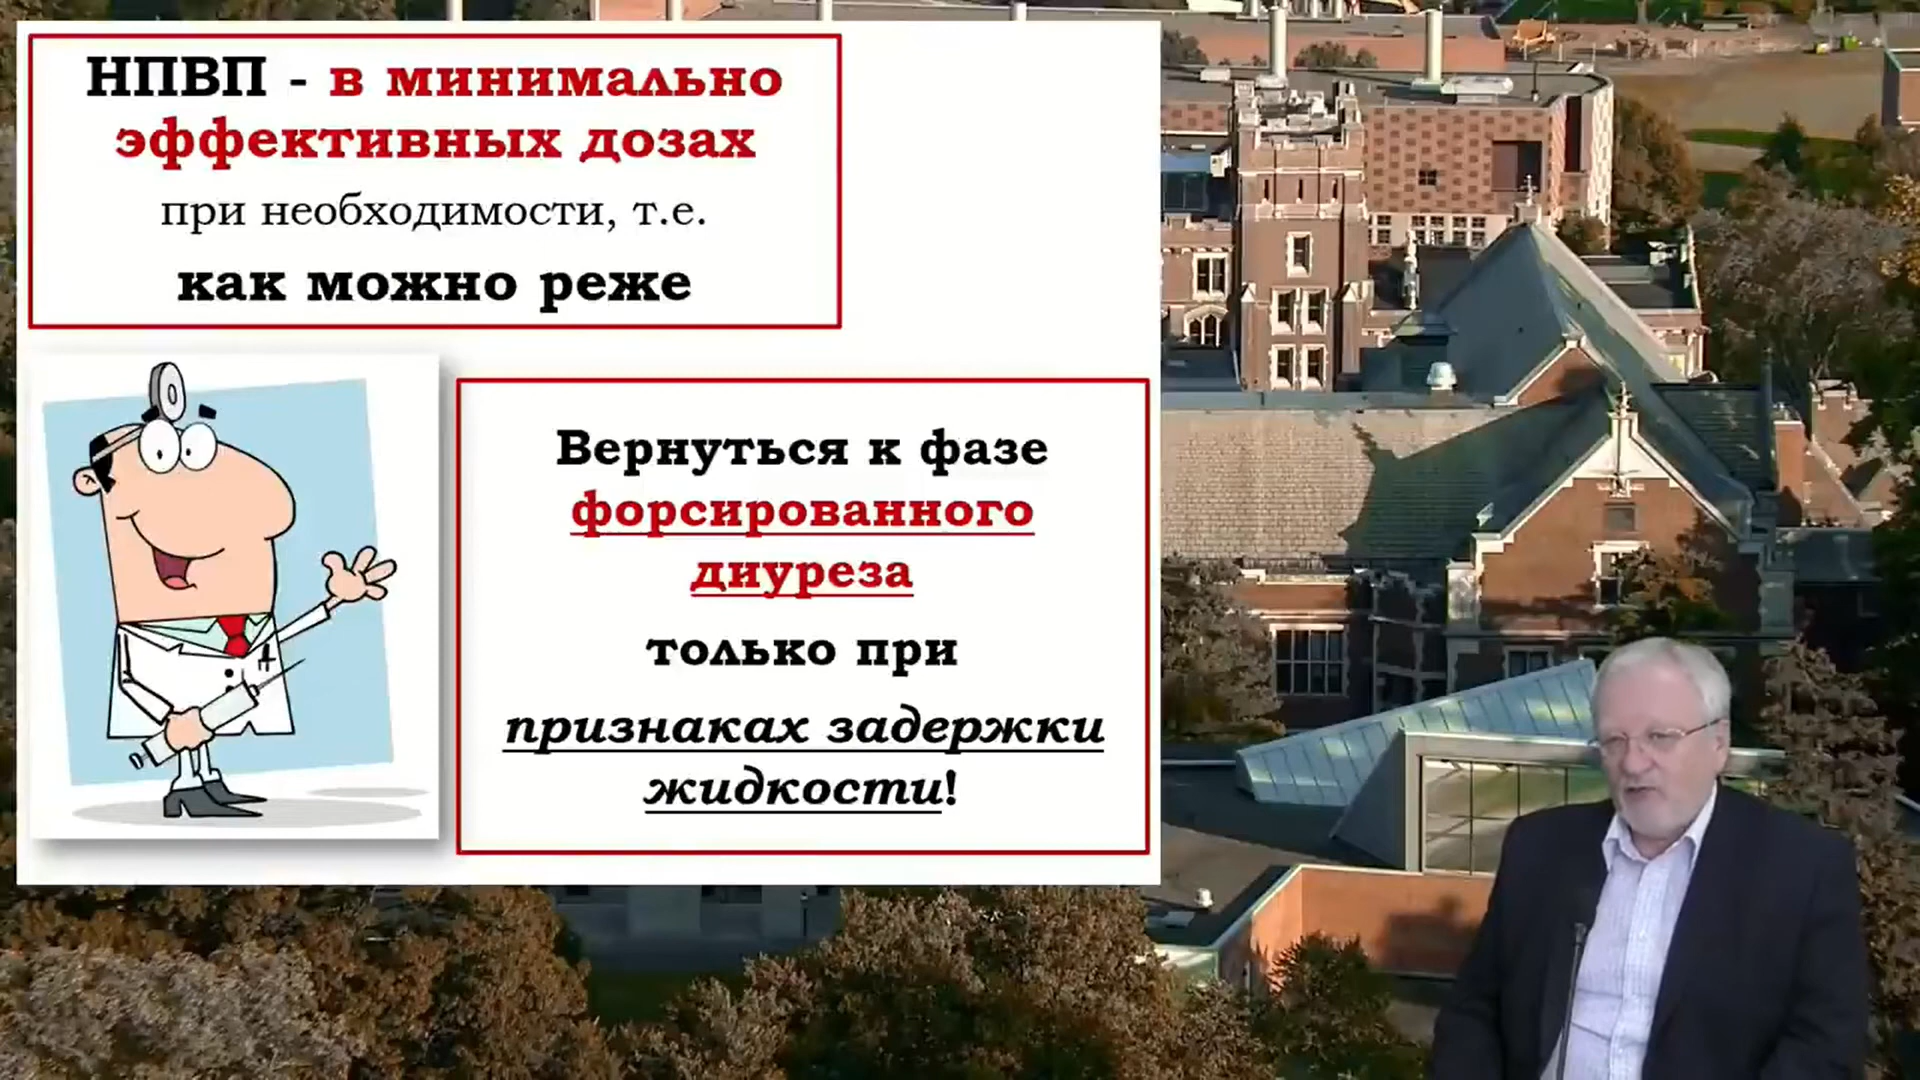 НПВП - в минимально
эффективных дозах
при необходимости, т.е.
как можно реже
Вернуться к фазе
форсированного
диуреза
только при
признаках задержки
жидкости!